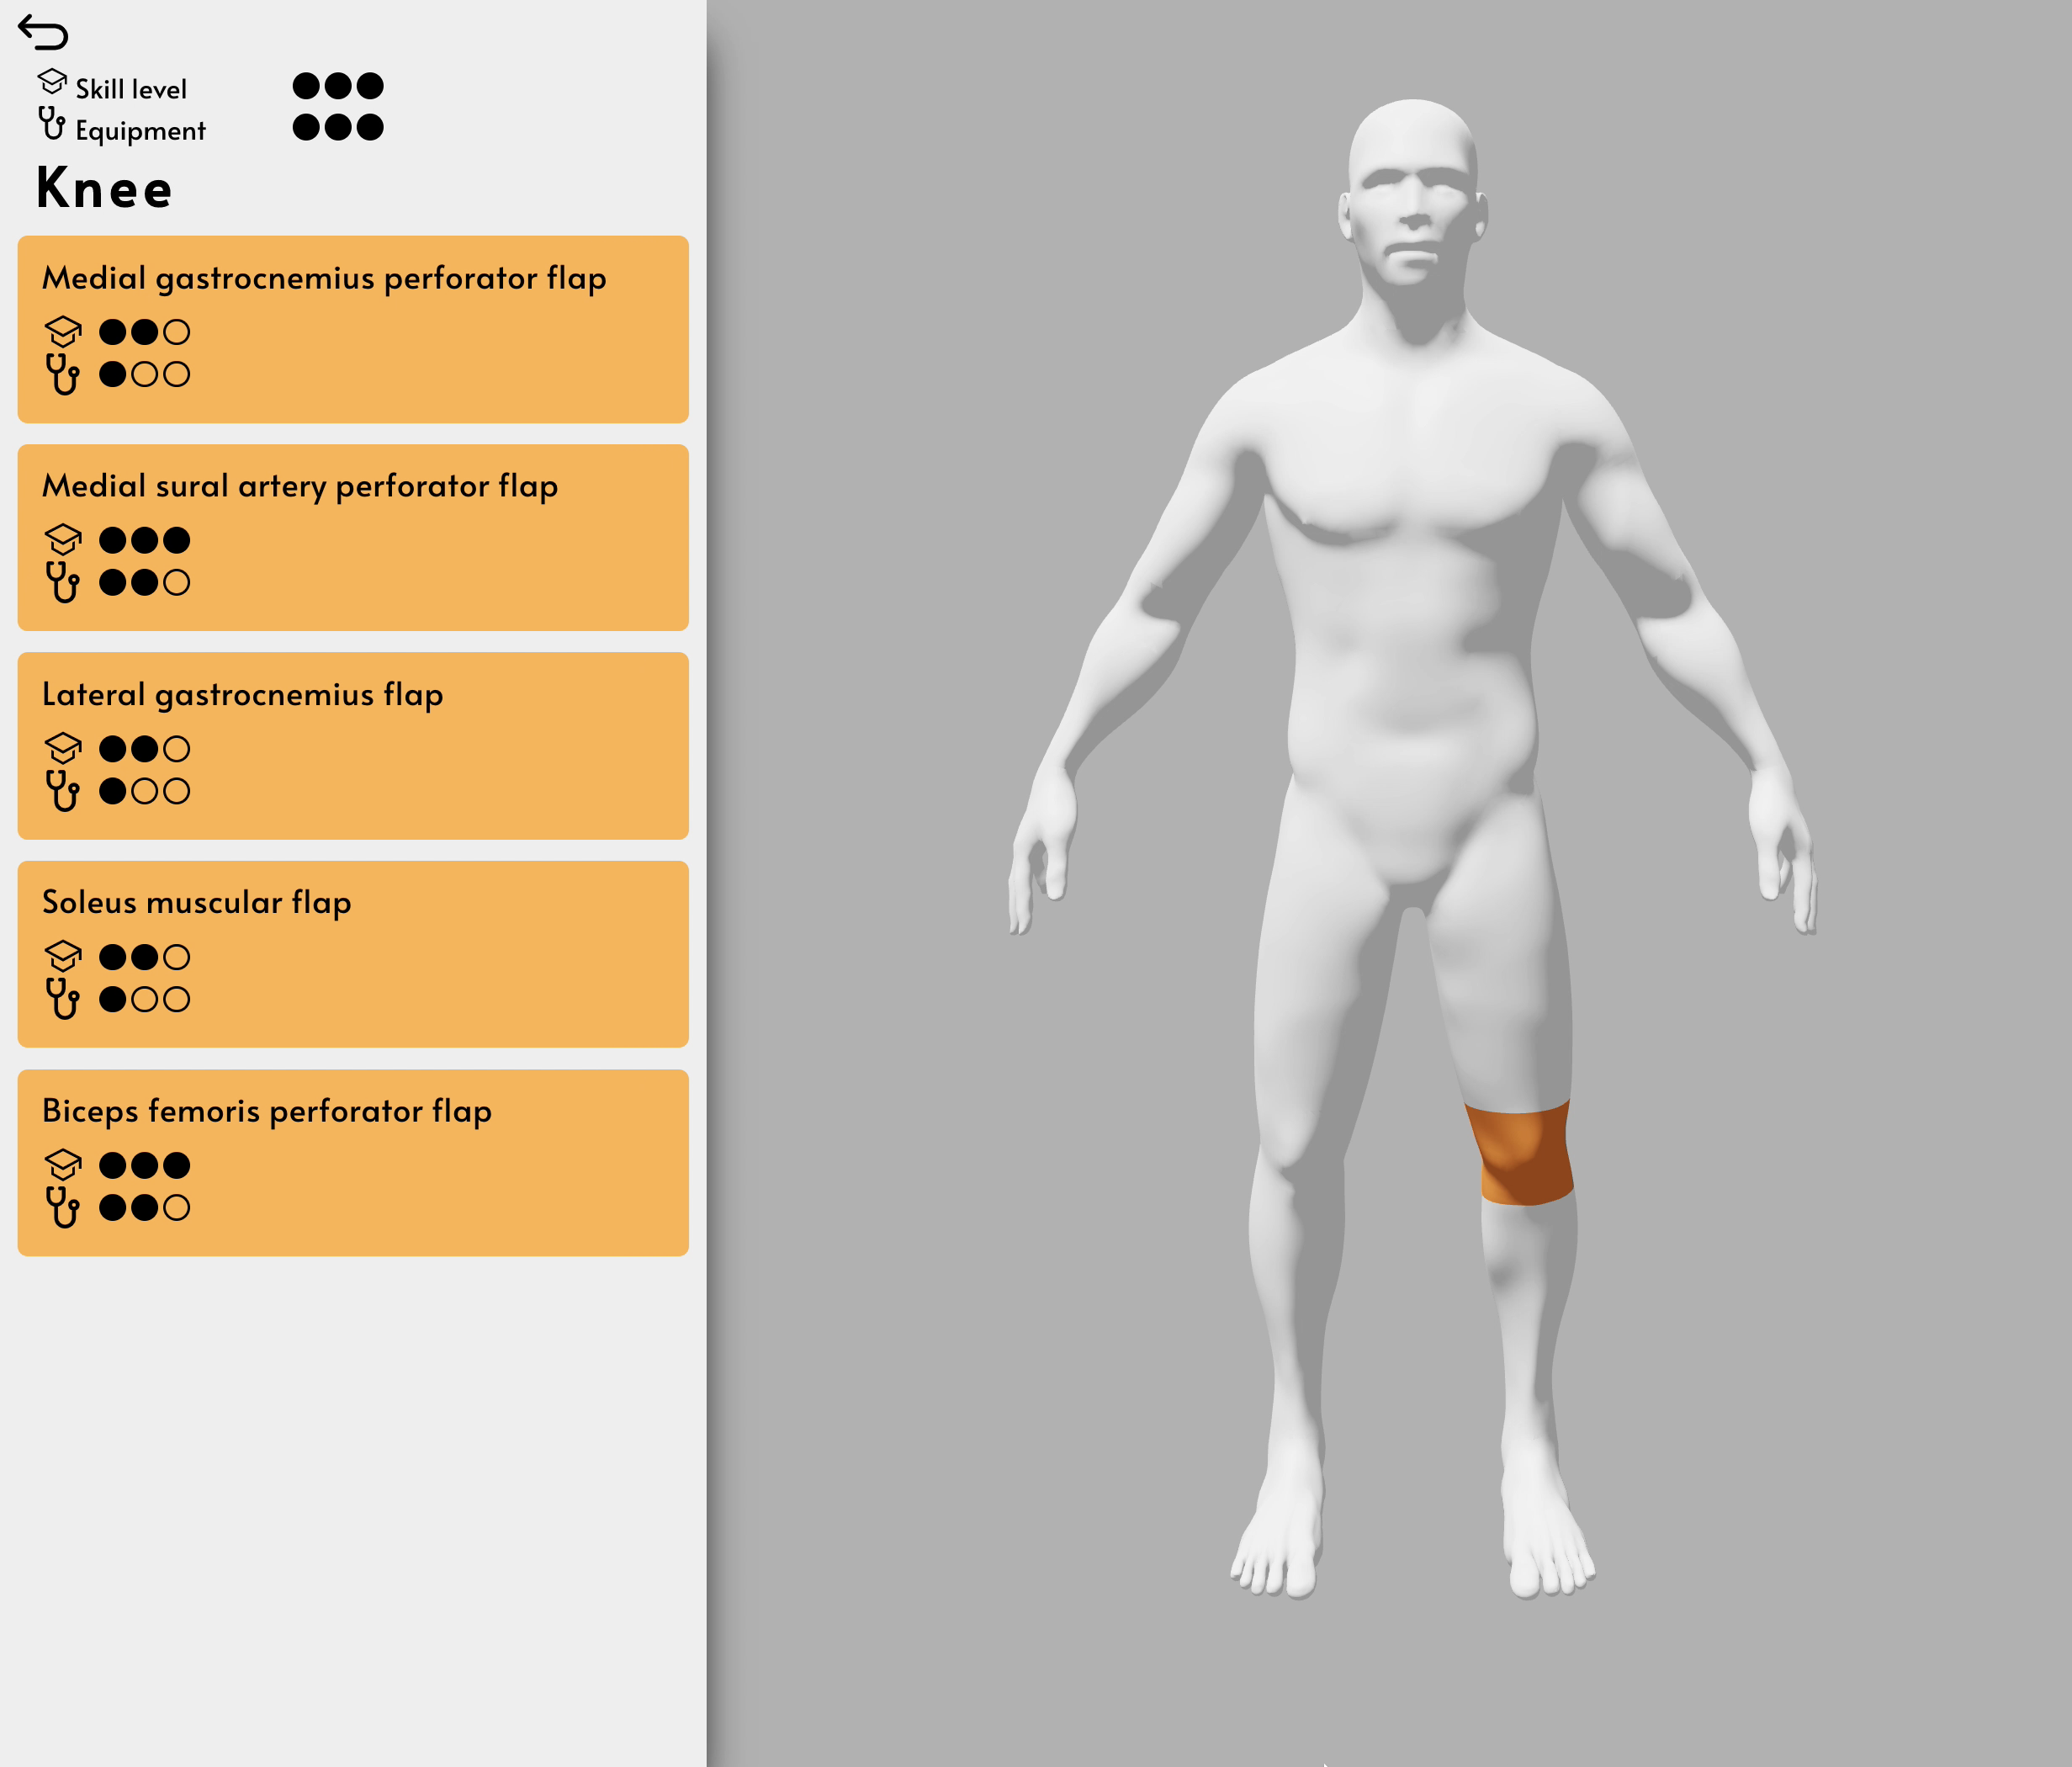 Skill level
Equipment
Knee
Medial gastrocnemius perforator flap
Medial sural artery perforator flap
Lateral gastrocnemius flap
Soleus muscular flap
Biceps femoris perforator flap